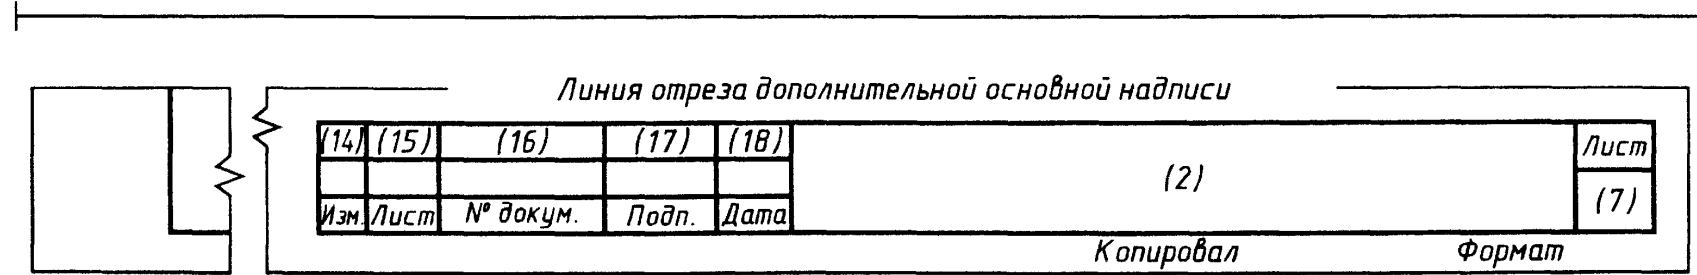 Линия отреза дополнительной основной надписи
(14) (15) (16) (17) (18)
Лист
(2)
(7)
Изм. Лист № докум. Подп. Дата
Копировал Формат